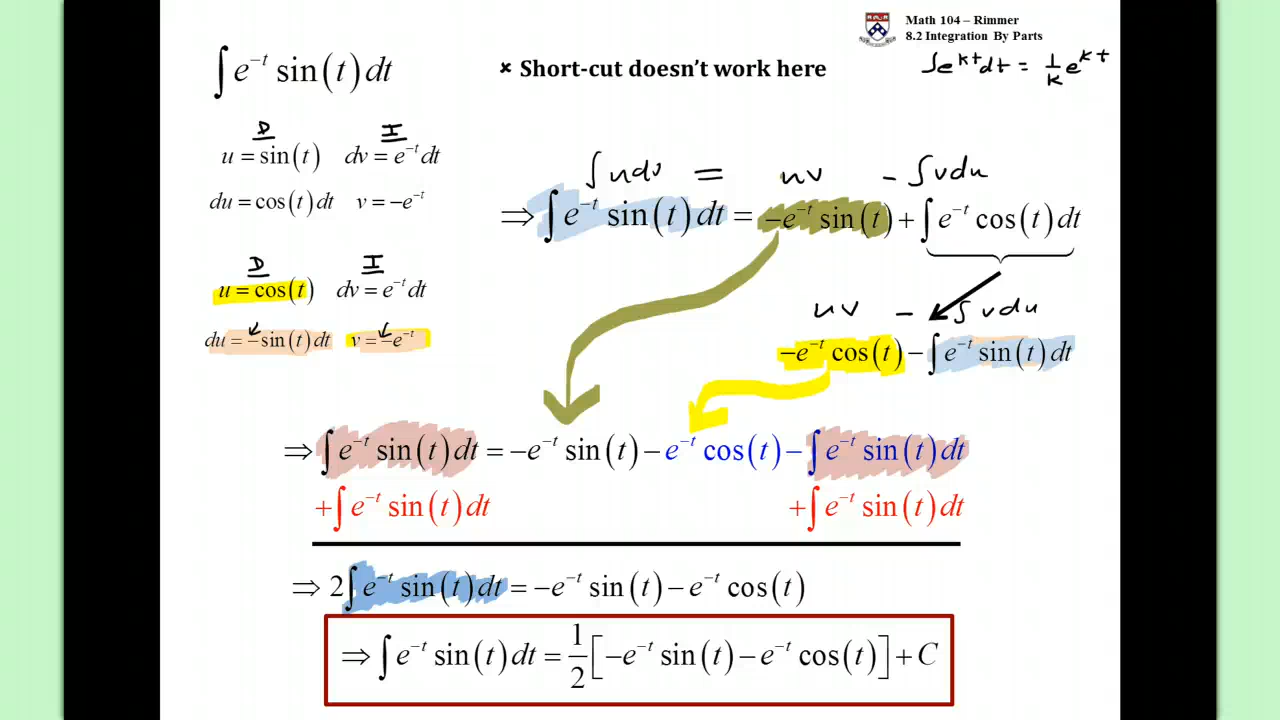 Math 104 – Rimmer
8.2 Integration By Parts
∫ e^{−t} sin(t) dt
× Short-cut doesn't work here
∫e^{kt}dt = 1/k e^{kt}
D I
u = sin(t) dv = e^{−t} dt
du = cos(t) dt v = −e^{−t}
∫udv = uv − ∫vdu
⇒ ∫ e^{−t} sin(t) dt = −e^{−t} sin(t) + ∫ e^{−t} cos(t) dt
D I
u = cos(t) dv = e^{−t} dt
du = −sin(t) dt v = −e^{−t}
uv − ∫vdu
−e^{−t} cos(t) − ∫ e^{−t} sin(t) dt
⇒ ∫ e^{−t} sin(t) dt = −e^{−t} sin(t) − e^{−t} cos(t) − ∫ e^{−t} sin(t) dt
+∫ e^{−t} sin(t) dt +∫ e^{−t} sin(t) dt
⇒ 2∫ e^{−t} sin(t) dt = −e^{−t} sin(t) − e^{−t} cos(t)
⇒ ∫ e^{−t} sin(t) dt = 1/2 [−e^{−t} sin(t) − e^{−t} cos(t)] + C